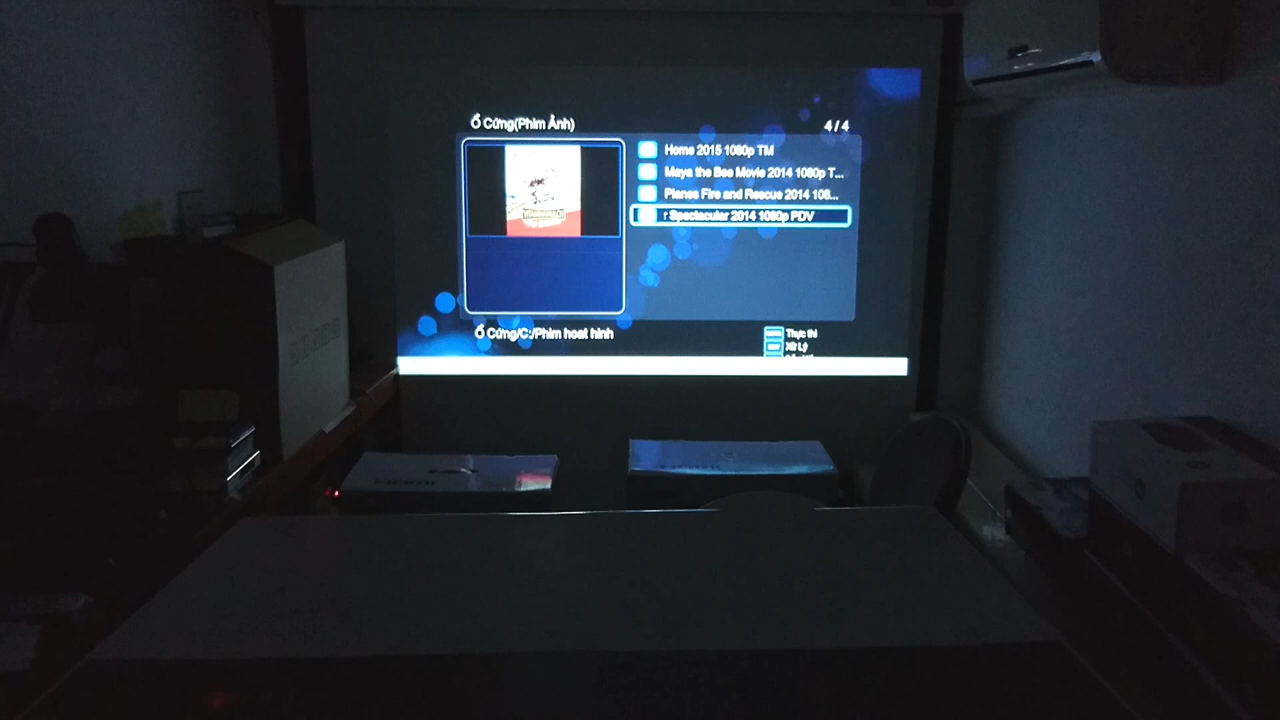 Ổ Cứng(Phim Ảnh)
4/4
Home 2015 1080p TM
Maya the Bee Movie 2014 1080p T...
Planes Fire and Rescue 2014 108...
r Spectacular 2014 1080p PDV
Ổ Cứng/C:/Phim hoat hinh
Thực thi
Xử Lý
HDMI